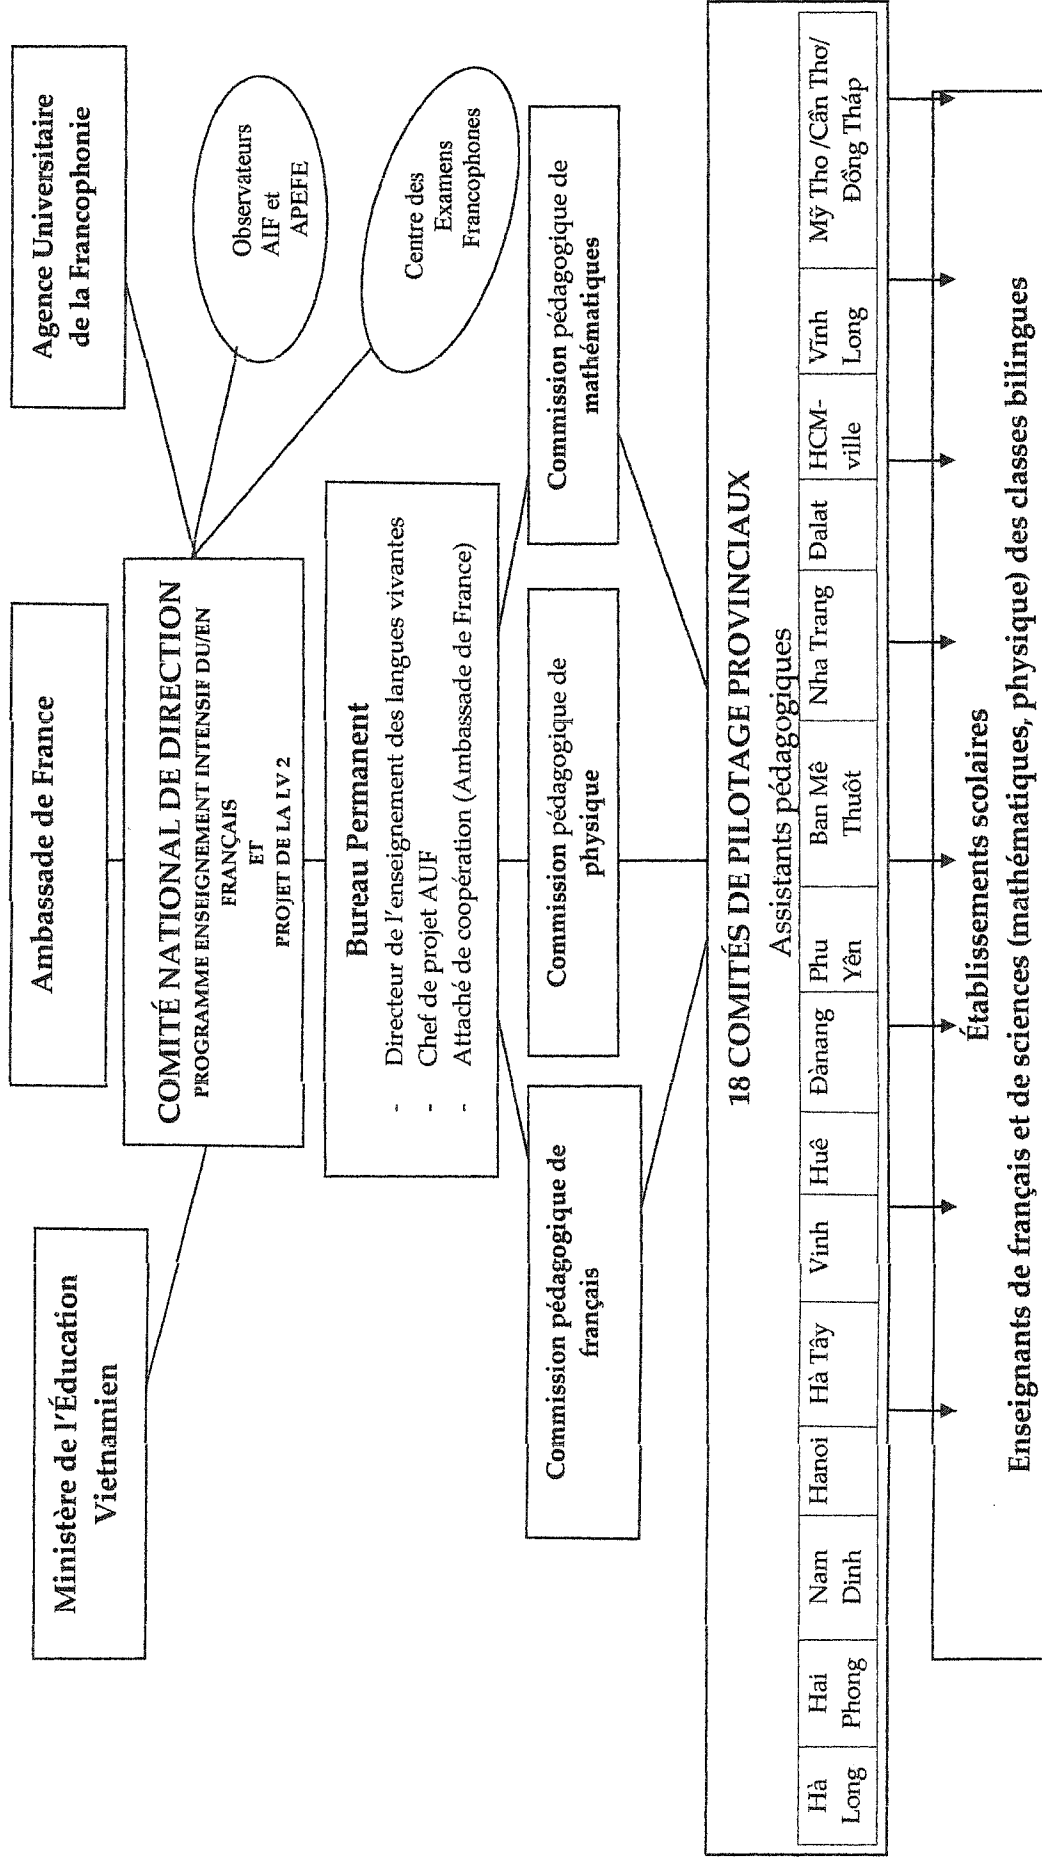 Ministère de l'Éducation
Vietnamien
Ambassade de France
Agence Universitaire
de la Francophonie
COMITÉ NATIONAL DE DIRECTION
PROGRAMME ENSEIGNEMENT INTENSIF DU/EN
FRANÇAIS
ET
PROJET DE LA LV 2
Observateurs
AIF et
APEFE
Centre des
Examens
Francophones
Bureau Permanent
- Directeur de l'enseignement des langues vivantes
- Chef de projet AUF
- Attaché de coopération (Ambassade de France)
Commission pédagogique de
français
Commission pédagogique de
physique
Commission pédagogique de
mathématiques
18 COMITÉS DE PILOTAGE PROVINCIAUX
Assistants pédagogiques
Hà
Long
Hai
Phong
Nam
Dinh
Hanoi
Hà Tây
Vinh
Huê
Đànang
Phu
Yên
Ban Mê
Thuôt
Nha Trang
Đalat
HCM-
ville
Vĩnh
Long
Mỹ Tho /Cần Thơ/
Đồng Tháp
Établissements scolaires
Enseignants de français et de sciences (mathématiques, physique) des classes bilingues